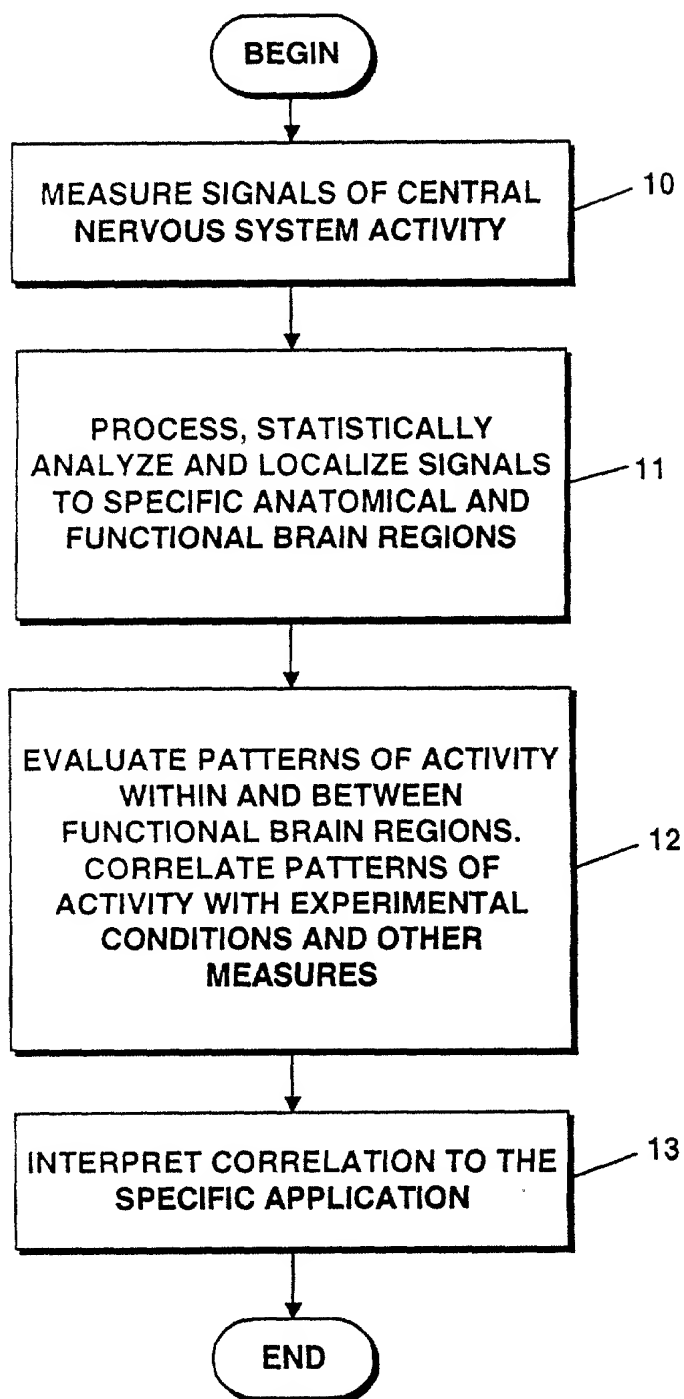 BEGIN
MEASURE SIGNALS OF CENTRAL
NERVOUS SYSTEM ACTIVITY
10
PROCESS, STATISTICALLY
ANALYZE AND LOCALIZE SIGNALS
TO SPECIFIC ANATOMICAL AND
FUNCTIONAL BRAIN REGIONS
11
EVALUATE PATTERNS OF ACTIVITY
WITHIN AND BETWEEN
FUNCTIONAL BRAIN REGIONS.
CORRELATE PATTERNS OF
ACTIVITY WITH EXPERIMENTAL
CONDITIONS AND OTHER
MEASURES
12
INTERPRET CORRELATION TO THE
SPECIFIC APPLICATION
13
END